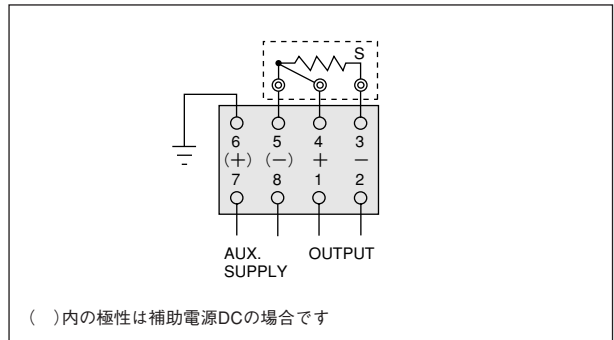 S
6 5 4 3
(+) (−) + −
7 8 1 2
AUX. OUTPUT
SUPPLY
( )内の極性は補助電源DCの場合です